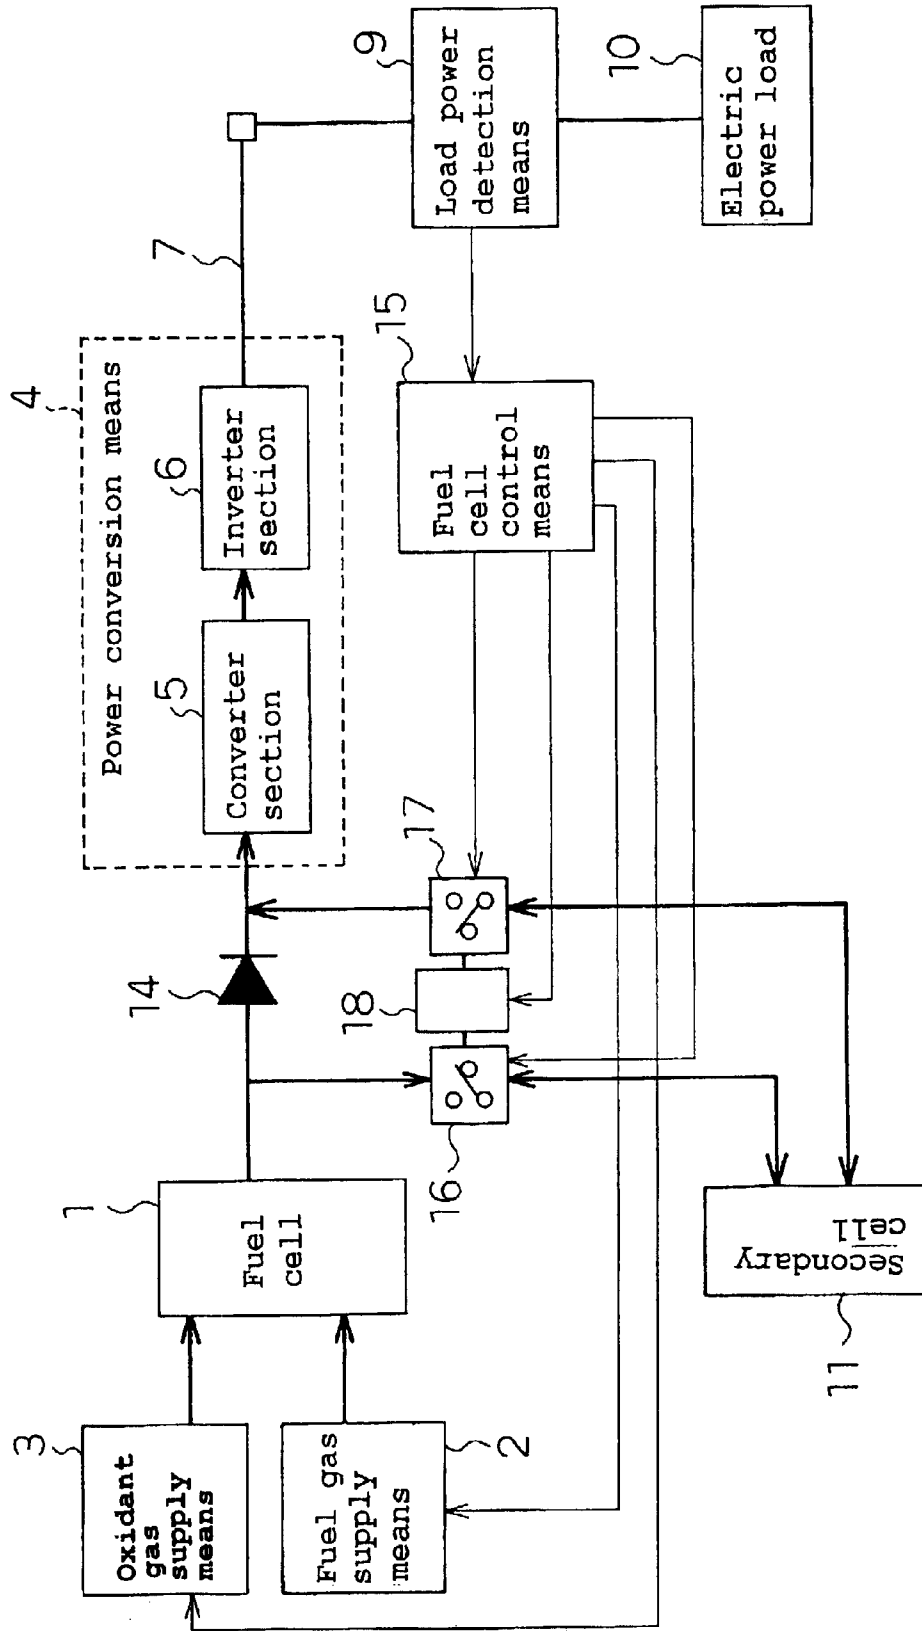 4
Power conversion means
5
Converter
section
6
Inverter
section
7
3
Oxidant
gas
supply
means
1
Fuel
cell
14
2
Fuel gas
supply
means
16
18
17
15
Fuel
cell
control
means
9
Load power
detection
means
10
Electric
power load
11
Secondary
cell